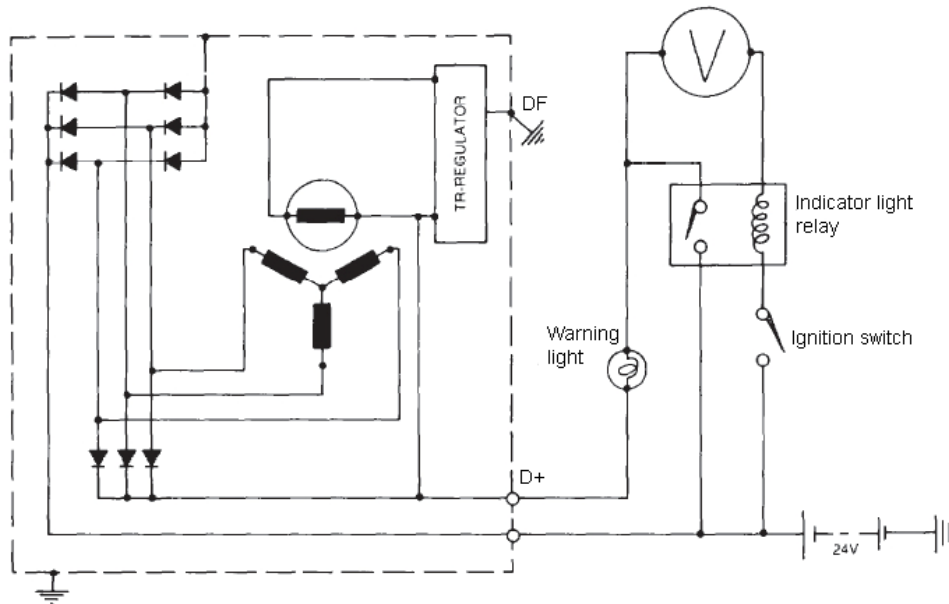 V
TR-REGULATOR
DF
Indicator light
relay
Warning
light
Ignition switch
D+
24V